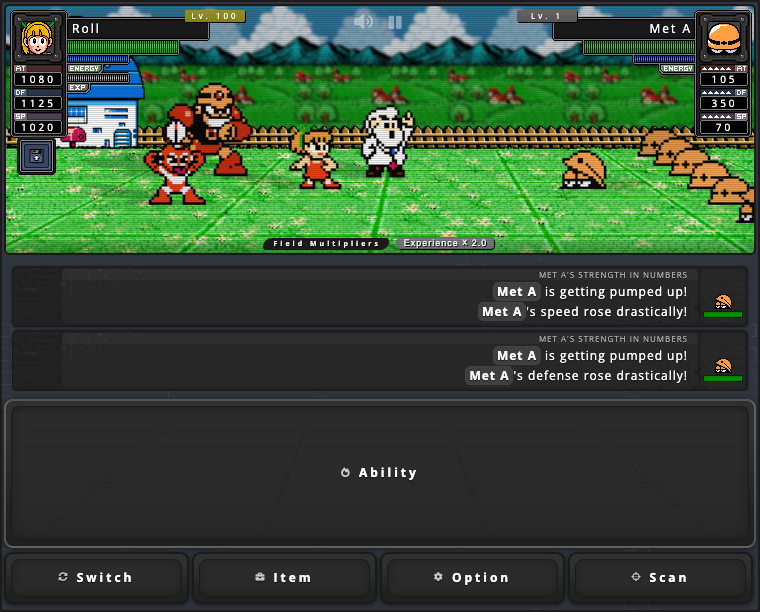 Lv. 100
Lv. 1
Roll
Met A
ENERGY
ENERGY
EXP
AT
1080
DF
1125
SP
1020
AT
105
DF
350
SP
70
Field Multipliers
Experience x 2.0
MET A'S STRENGTH IN NUMBERS
Met A is getting pumped up!
Met A's speed rose drastically!
MET A'S STRENGTH IN NUMBERS
Met A is getting pumped up!
Met A's defense rose drastically!
Ability
Switch
Item
Option
Scan